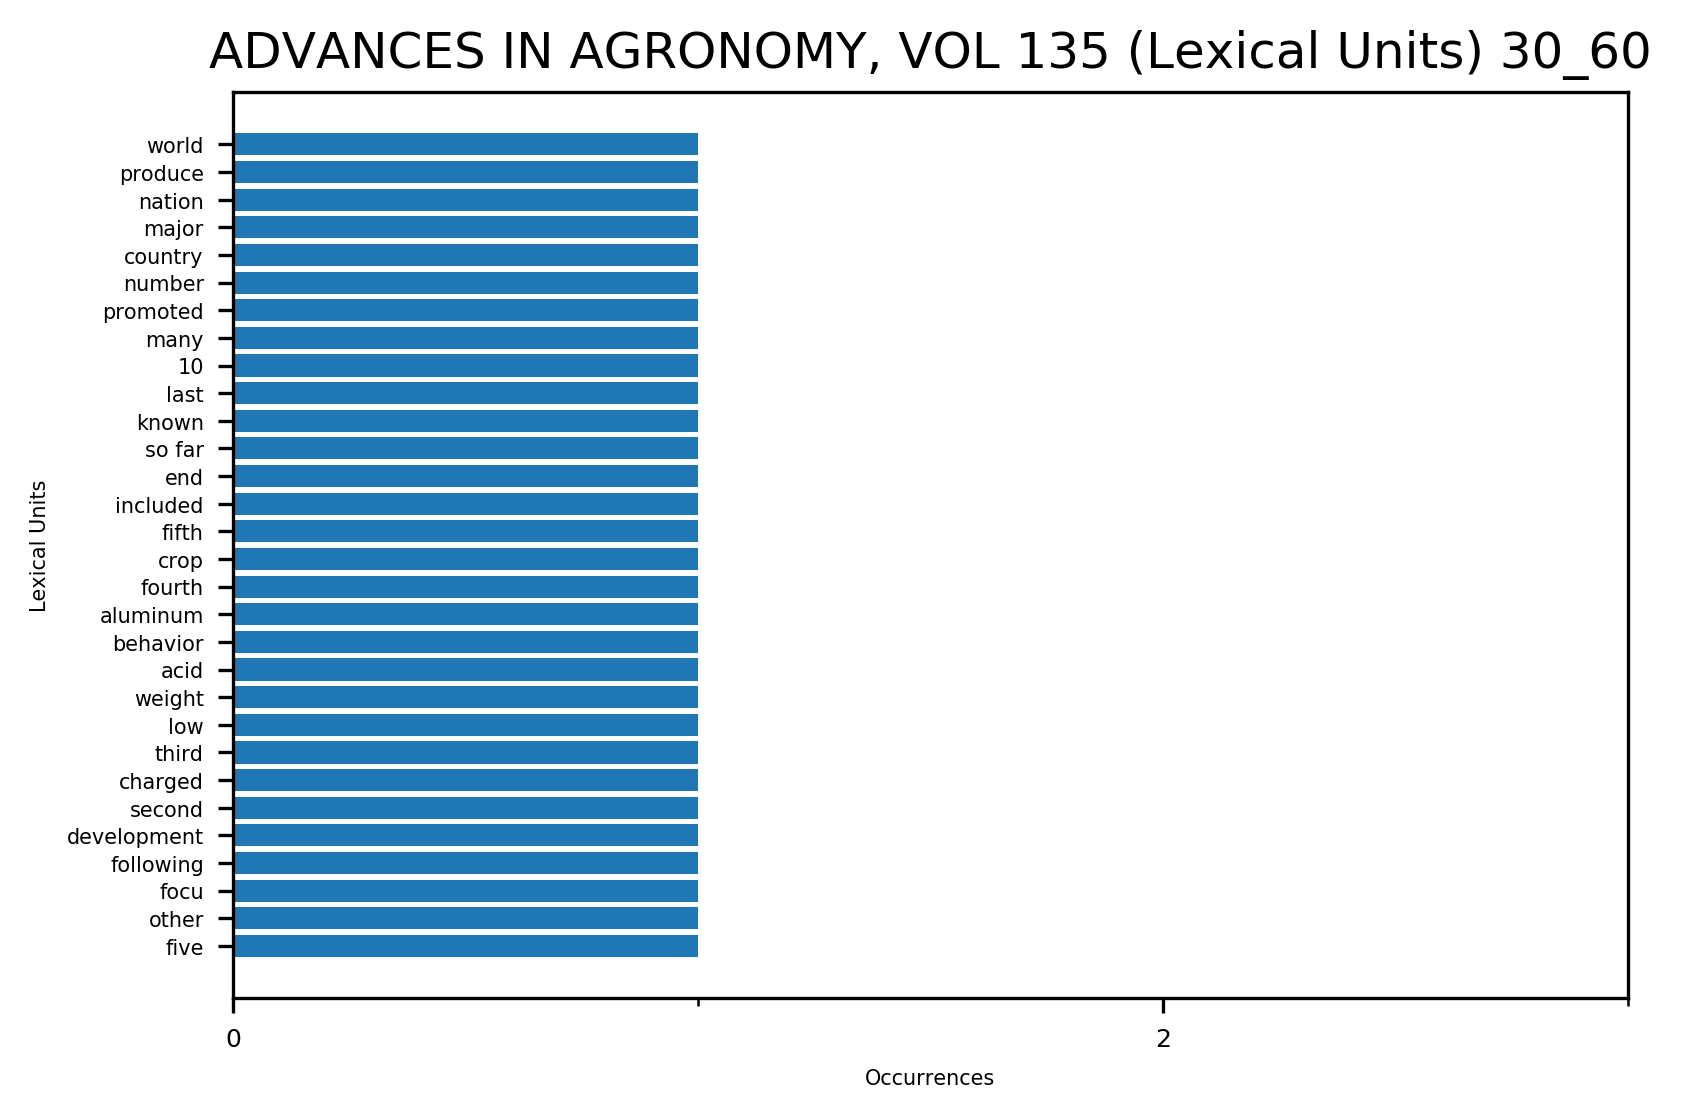 ADVANCES IN AGRONOMY, VOL 135 (Lexical Units) 30_60
world
produce
nation
major
country
number
promoted
many
10
last
known
so far
end
included
fifth
crop
fourth
aluminum
behavior
acid
weight
low
third
charged
second
development
following
focu
other
five
Lexical Units
0
2
Occurrences